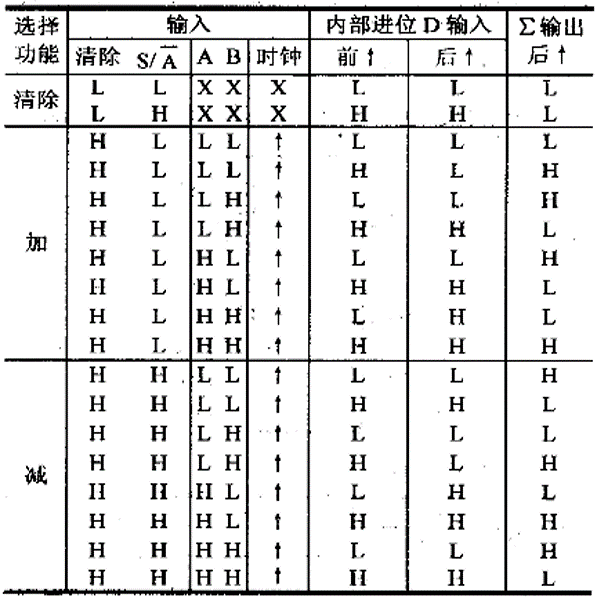 选择 输入 内部进位 D 输入 Σ输出
功能 清除 S/A̅ A B 时钟 前↑ 后↑ 后↑
清除 L L X X X L L L
L H X X X H H L
加 H L L L ↑ L L L
H L L L ↑ H L H
H L L H ↑ L L H
H L L H ↑ H H L
H L H L ↑ L L H
H L H L ↑ H H L
H L H H ↑ L H L
H L H H ↑ H H H
减 H H L L ↑ L L H
H H L L ↑ H H L
H H L H ↑ L L L
H H L H ↑ H L H
H H H L ↑ L H L
H H H L ↑ H H H
H H H H ↑ L L H
H H H H ↑ H H L